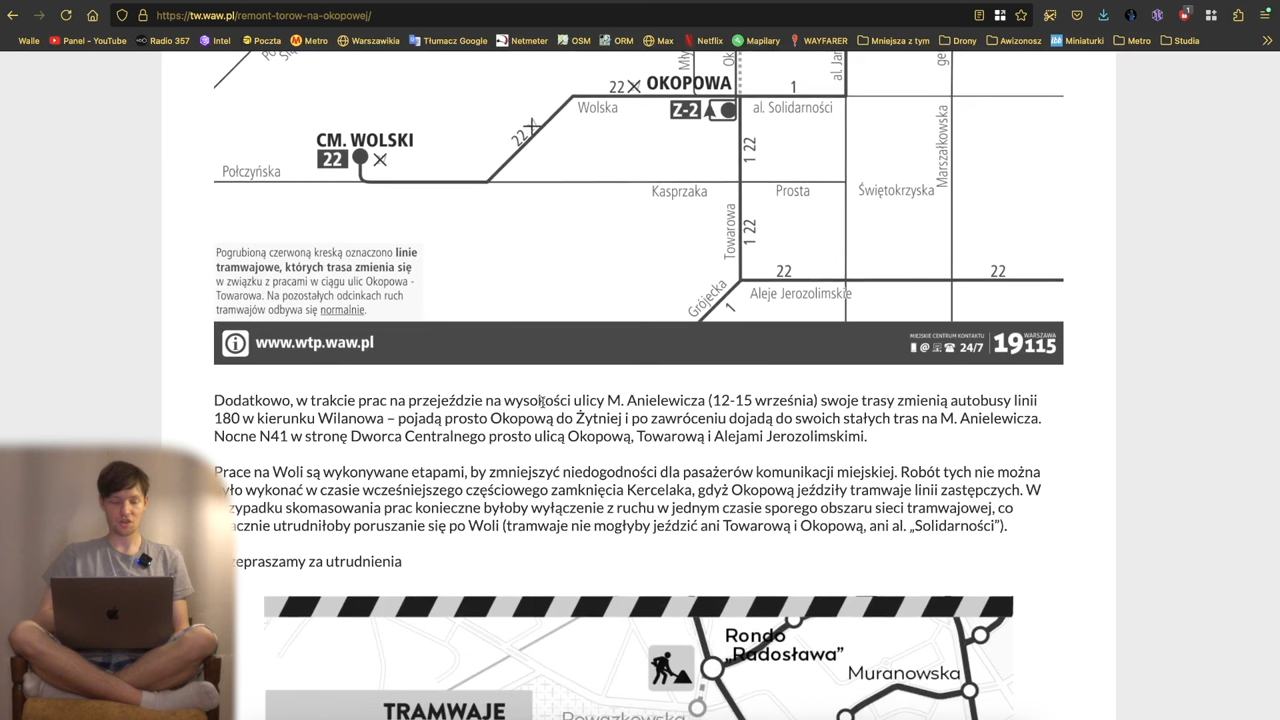 https://tw.waw.pl/remont-torow-na-okopowej/
Walle Panel - YouTube Radio 357 Intel Poczta Metro Warszawikia Tłumacz Google Netmeter OSM ORM Max Netflix Mapilary WAYFARER Mniejsza z tym Drony Awizonosz Miniaturki Metro Studia
22 OKOPOWA 1
Z-2
Wolska al. Solidarności
22
CM. WOLSKI
22
1 22
Marszałkowska
Połczyńska
Kasprzaka Prosta Świętokrzyska
Towarowa
1 22
Pogrubioną czerwoną kreską oznaczono linie
tramwajowe, których trasa zmienia się
w związku z pracami w ciągu ulic Okopowa -
Towarowa. Na pozostałych odcinkach ruch
tramwajów odbywa się normalnie.
22 22
Aleje Jerozolimskie
Grójecka
1
www.wtp.waw.pl
MIEJSKIE CENTRUM KONTAKTU
24/7
WARSZAWA
19115
Dodatkowo, w trakcie prac na przejeździe na wysokości ulicy M. Anielewicza (12-15 września) swoje trasy zmienią autobusy linii
180 w kierunku Wilanowa – pojadą prosto Okopową do Żytniej i po zawróceniu dojadą do swoich stałych tras na M. Anielewicza.
Nocne N41 w stronę Dworca Centralnego prosto ulicą Okopową, Towarową i Alejami Jerozolimskimi.
Prace na Woli są wykonywane etapami, by zmniejszyć niedogodności dla pasażerów komunikacji miejskiej. Robót tych nie można
yło wykonać w czasie wcześniejszego częściowego zamknięcia Kercelaka, gdyż Okopową jeździły tramwaje linii zastępczych. W
zypadku skomasowania prac konieczne byłoby wyłączenie z ruchu w jednym czasie sporego obszaru sieci tramwajowej, co
acznie utrudniłoby poruszanie się po Woli (tramwaje nie mogłyby jeździć ani Towarową i Okopową, ani al. „Solidarności”).
zepraszamy za utrudnienia
Rondo
„Radosława”
Muranowska
TRAMWAJE
Powązkowska